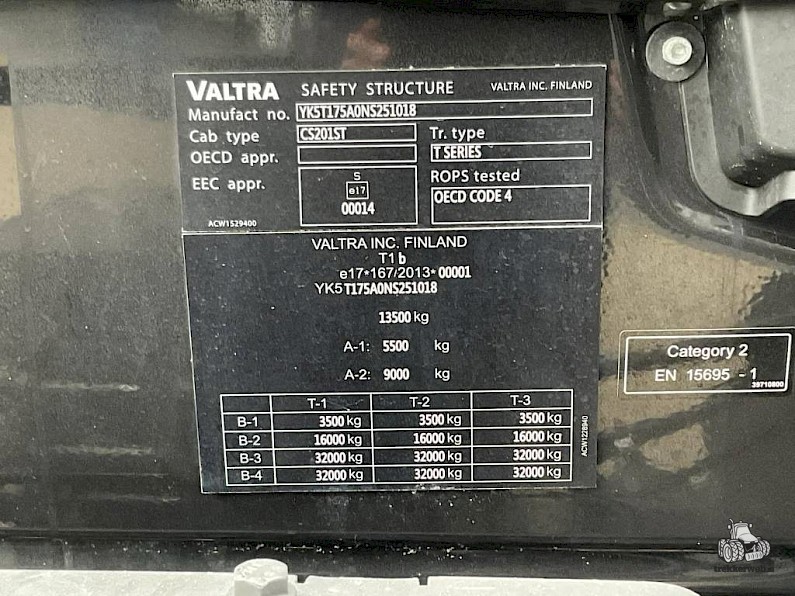 VALTRA SAFETY STRUCTURE VALTRA INC. FINLAND
Manufact no. YK5T175A0NS251018
Cab type CS201ST Tr. type
OECD appr. T SERIES
EEC appr. S ROPS tested
e17 OECD CODE 4
00014
ACW1529400
VALTRA INC. FINLAND
T1b
e17*167/2013*00001
YK5T175A0NS251018
13500 kg
A-1: 5500 kg
A-2: 9000 kg
T-1 T-2 T-3
B-1 3500 kg 3500 kg 3500 kg
B-2 16000 kg 16000 kg 16000 kg
B-3 32000 kg 32000 kg 32000 kg
B-4 32000 kg 32000 kg 32000 kg
ACW1228940
Category 2
EN 15695 - 1
39710800